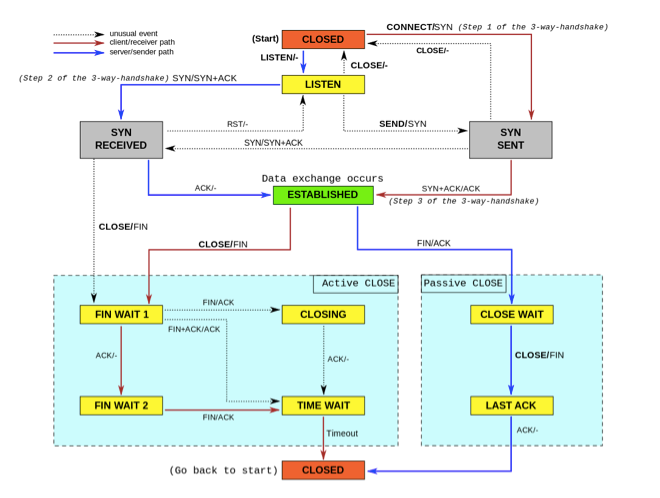 unusual event
client/receiver path
server/sender path
(Start)
CLOSED
CONNECT/SYN (Step 1 of the 3-way-handshake)
LISTEN/-
CLOSE/-
CLOSE/-
(Step 2 of the 3-way-handshake) SYN/SYN+ACK
LISTEN
SYN
RECEIVED
RST/-
SEND/SYN
SYN
SENT
SYN/SYN+ACK
Data exchange occurs
ACK/-
ESTABLISHED
SYN+ACK/ACK
(Step 3 of the 3-way-handshake)
CLOSE/FIN
CLOSE/FIN
FIN/ACK
Active CLOSE
Passive CLOSE
FIN WAIT 1
FIN/ACK
CLOSING
CLOSE WAIT
FIN+ACK/ACK
ACK/-
ACK/-
CLOSE/FIN
FIN WAIT 2
FIN/ACK
TIME WAIT
LAST ACK
Timeout
ACK/-
(Go back to start)
CLOSED